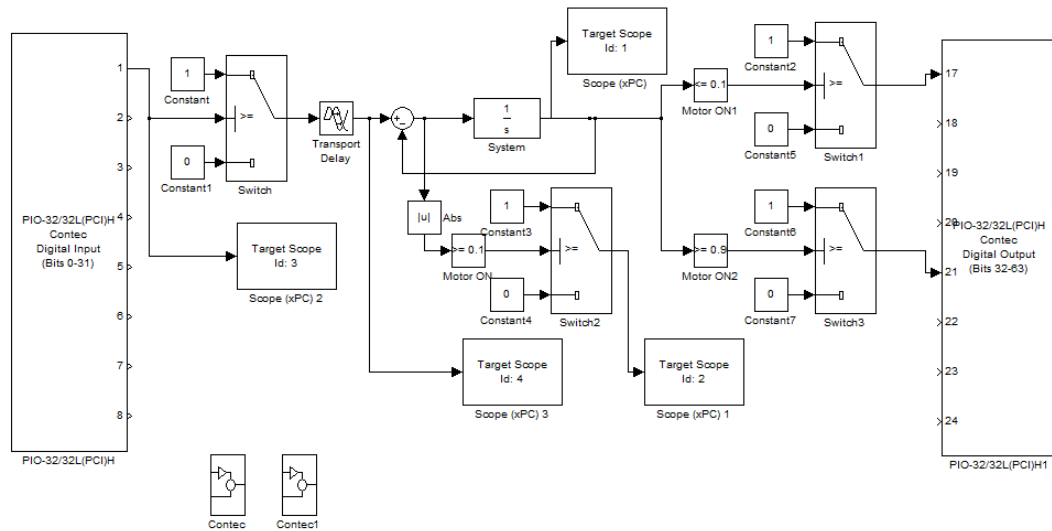 1
2
3
4
5
6
7
8
PIO-32/32L(PCI)H
Contec
Digital Input
(Bits 0-31)
PIO-32/32L(PCI)H
1
Constant
0
Constant1
>=
Switch
Transport
Delay
Target Scope
Id: 3
Scope (xPC) 2
+
−
1
s
System
Target Scope
Id: 1
Scope (xPC)
|u|
Abs
>= 0.1
Motor ON
1
Constant3
0
Constant4
>=
Switch2
Target Scope
Id: 4
Scope (xPC) 3
Target Scope
Id: 2
Scope (xPC) 1
<= 0.1
Motor ON1
1
Constant2
0
Constant5
>=
Switch1
>= 0.9
Motor ON2
1
Constant6
0
Constant7
>=
Switch3
17
18
19
20
21
22
23
24
PIO-32/32L(PCI)H
Contec
Digital Output
(Bits 32-63)
PIO-32/32L(PCI)H1
Contec
Contec1